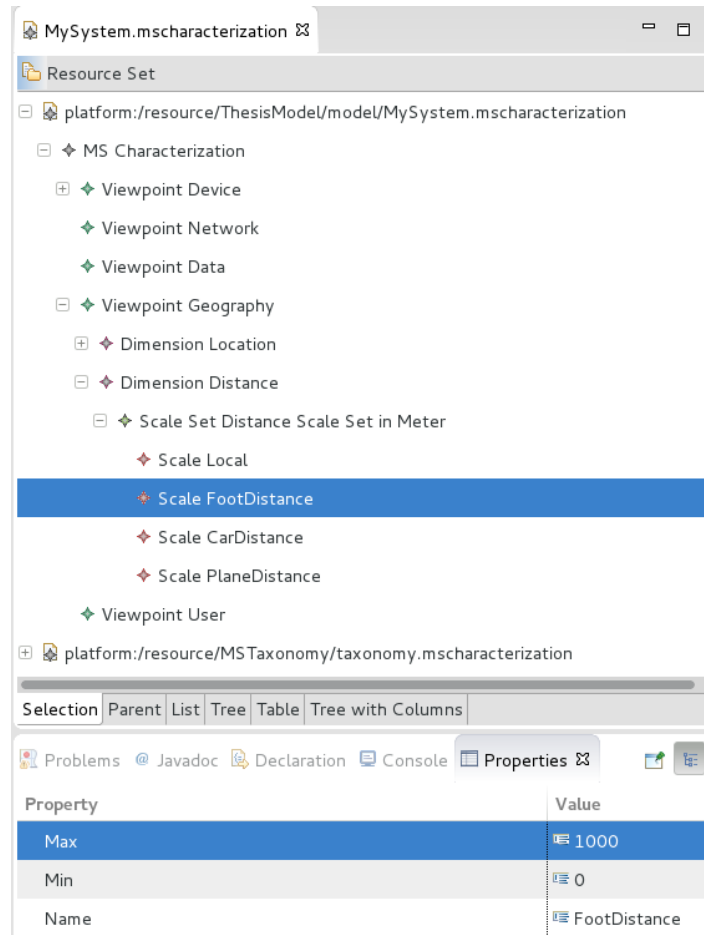 MySystem.mscharacterization
Resource Set
platform:/resource/ThesisModel/model/MySystem.mscharacterization
MS Characterization
Viewpoint Device
Viewpoint Network
Viewpoint Data
Viewpoint Geography
Dimension Location
Dimension Distance
Scale Set Distance Scale Set in Meter
Scale Local
Scale FootDistance
Scale CarDistance
Scale PlaneDistance
Viewpoint User
platform:/resource/MSTaxonomy/taxonomy.mscharacterization
Selection Parent List Tree Table Tree with Columns
Problems @ Javadoc Declaration Console Properties
Property Value
Max 1000
Min 0
Name FootDistance